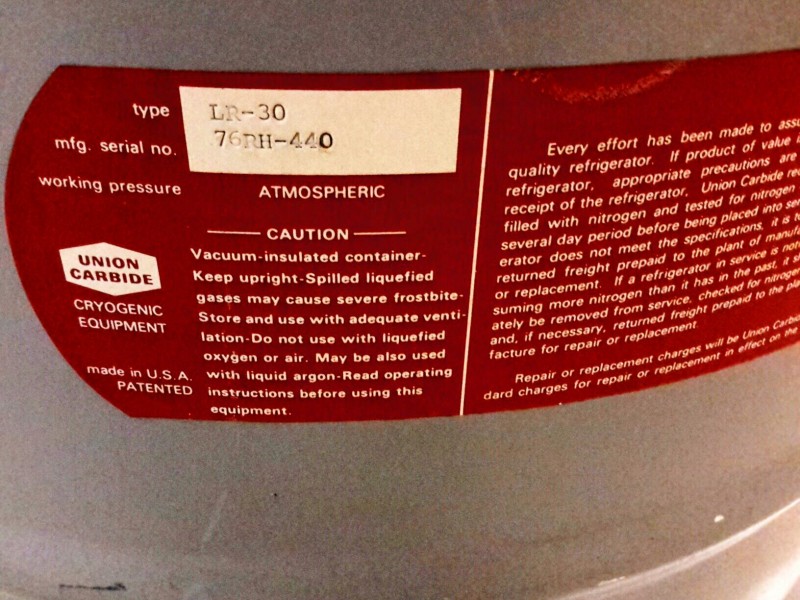 type LR-30
mfg. serial no. 76RH-440
working pressure ATMOSPHERIC
UNION
CARBIDE
CRYOGENIC
EQUIPMENT
made in U.S.A.
PATENTED
CAUTION
Vacuum-insulated container-
Keep upright-Spilled liquefied
gases may cause severe frostbite-
Store and use with adequate venti-
lation-Do not use with liquefied
oxygen or air. May be also used
with liquid argon-Read operating
instructions before using this
equipment.
Every effort has been made to
quality refrigerator. If product of value
refrigerator, appropriate precautions are
receipt of the refrigerator, Union Carbide
filled with nitrogen and tested for nitrogen
several day period before being placed into
erator does not meet the specifications, it is
returned freight prepaid to the plant of
or replacement. If a refrigerator in service is
suming more nitrogen than it has in the past, it
ately be removed from service, checked for
and, if necessary, returned freight prepaid to the
facture for repair or replacement.
Repair or replacement charges will be Union
dard charges for repair or replacement in effect on the